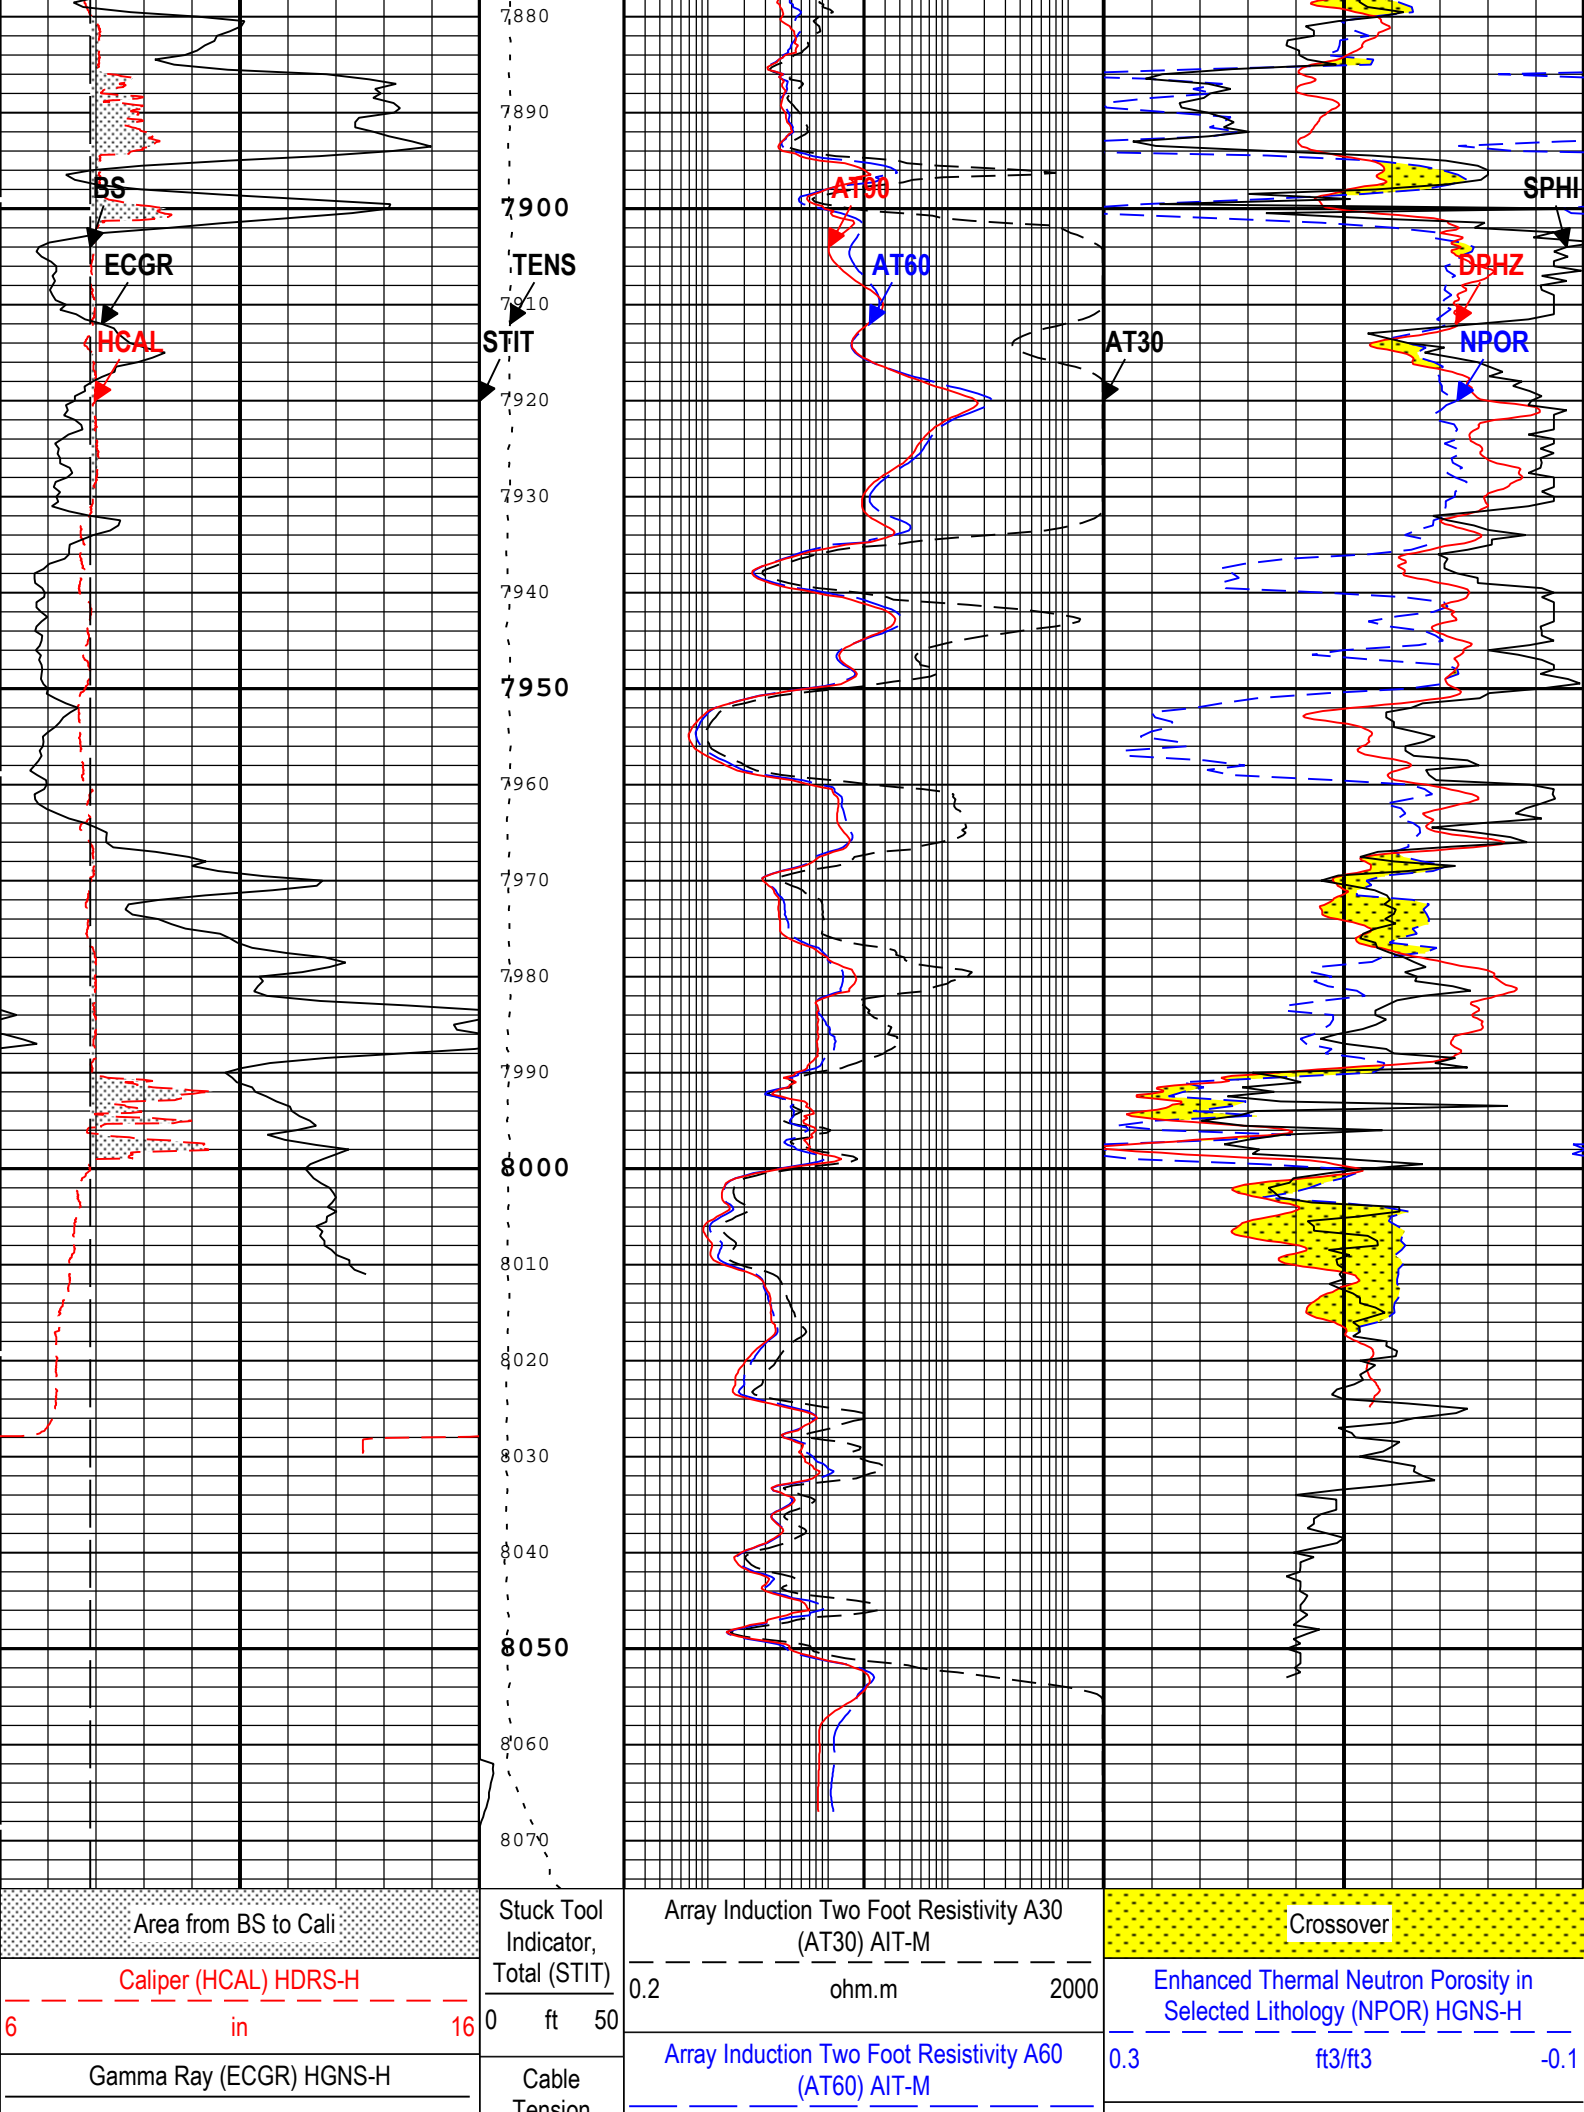 7880
7890
BS
AT90
SPHI
7900
ECGR
TENS
AT60
DPHZ
7910
HCAL
STIT
AT30
NPOR
7920
7930
7940
7950
7960
7970
7980
7990
8000
8010
8020
8030
8040
8050
8060
8070
Area from BS to Cali
Caliper (HCAL) HDRS-H
6 in 16
Gamma Ray (ECGR) HGNS-H
Stuck Tool
Indicator,
Total (STIT)
0 ft 50
Cable
Tension
Array Induction Two Foot Resistivity A30
(AT30) AIT-M
0.2 ohm.m 2000
Array Induction Two Foot Resistivity A60
(AT60) AIT-M
Crossover
Enhanced Thermal Neutron Porosity in
Selected Lithology (NPOR) HGNS-H
0.3 ft3/ft3 -0.1